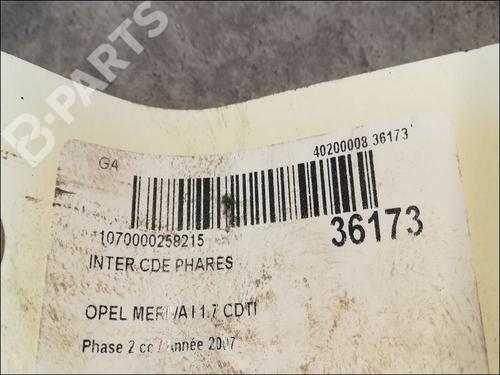 B-PARTS
G4
40200008 36173
1070000258215
36173
INTER CDE PHARES
OPEL MERIVA I 1.7 CDTI
Phase 2 cc / Année 2007